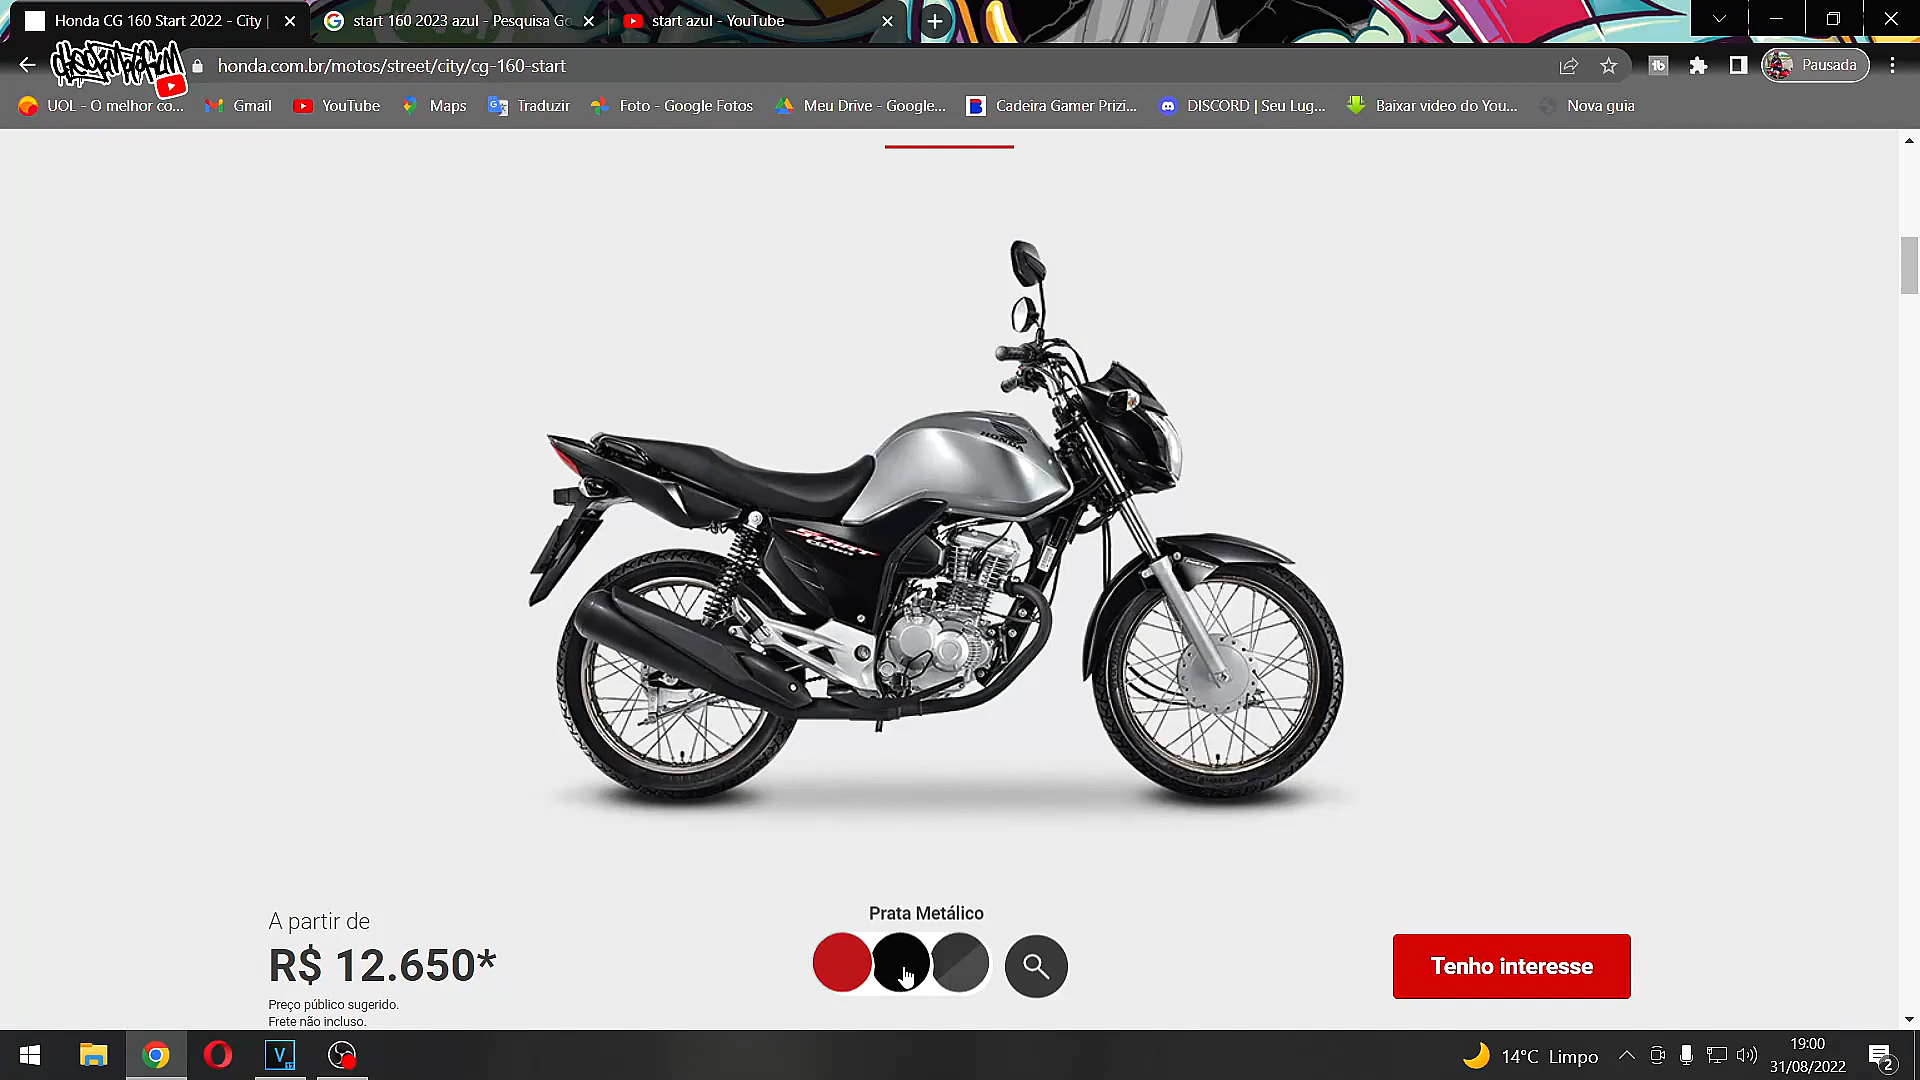 Honda CG 160 Start 2022 - City |
start 160 2023 azul - Pesquisa Go
start azul - YouTube
honda.com.br/motos/street/city/cg-160-start
Pausada
UOL - O melhor co...
Gmail
YouTube
Maps
Traduzir
Foto - Google Fotos
Meu Drive - Google...
Cadeira Gamer Prizi...
DISCORD | Seu Lug...
Baixar video do You...
Nova guia
HONDA
START
A partir de
R$ 12.650*
Preço público sugerido.
Frete não incluso.
Prata Metálico
Tenho interesse
14°C Limpo
19:00
31/08/2022
2